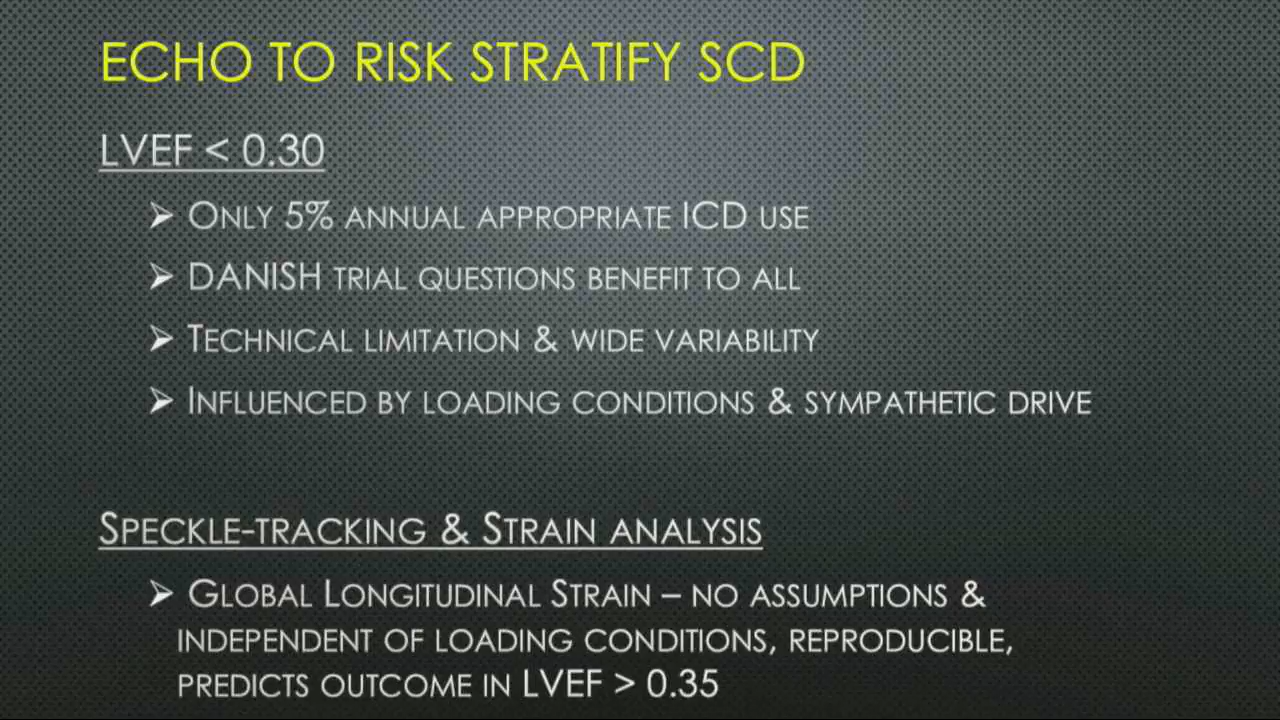 ECHO TO RISK STRATIFY SCD
LVEF < 0.30
➢ ONLY 5% ANNUAL APPROPRIATE ICD USE
➢ DANISH TRIAL QUESTIONS BENEFIT TO ALL
➢ TECHNICAL LIMITATION & WIDE VARIABILITY
➢ INFLUENCED BY LOADING CONDITIONS & SYMPATHETIC DRIVE
SPECKLE-TRACKING & STRAIN ANALYSIS
➢ GLOBAL LONGITUDINAL STRAIN – NO ASSUMPTIONS &
INDEPENDENT OF LOADING CONDITIONS, REPRODUCIBLE,
PREDICTS OUTCOME IN LVEF > 0.35